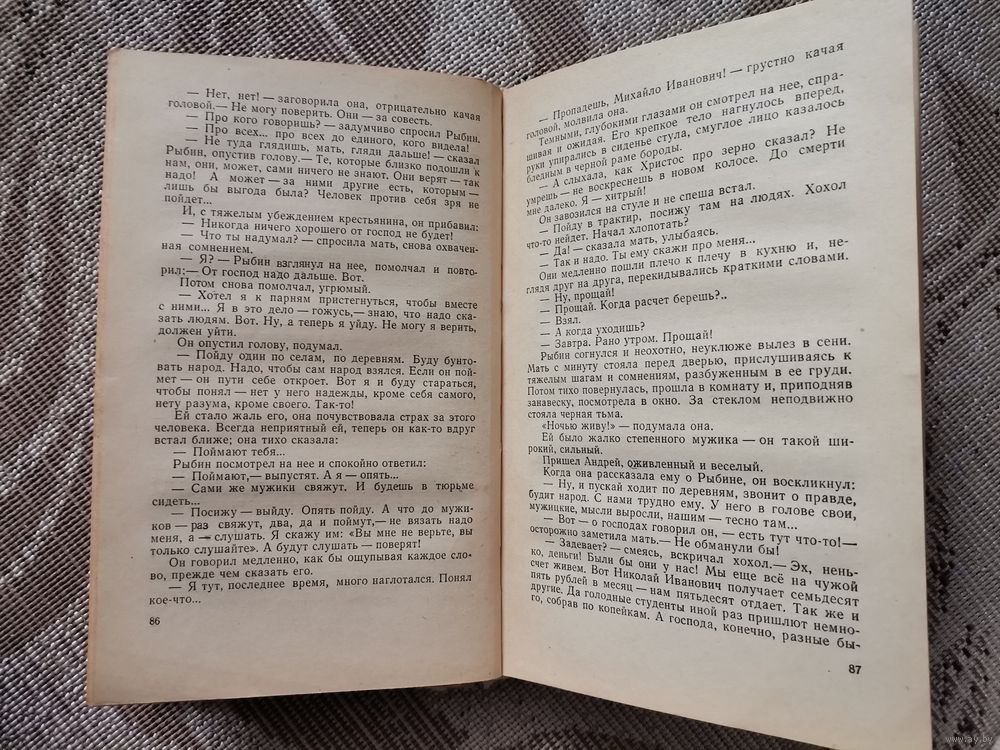 — Нет, нет! — заговорила она, отрицательно качая
головой.— Не могу поверить. Они — за совесть.
— Про кого говоришь? — задумчиво спросил Рыбин.
— Про всех... про всех до единого, кого видела!
— Не туда глядишь, мать, гляди дальше! — сказал
Рыбин, опустив голову.— Те, которые близко подошли к
нам, они, может, сами ничего не знают. Они верят — так
надо! А может — за ними другие есть, которым —
лишь бы выгода была? Человек против себя зря не
пойдет...
И, с тяжелым убеждением крестьянина, он прибавил:
— Никогда ничего хорошего от господ не будет!
— Что ты надумал? — спросила мать, снова охвачен-
ная сомнением.
— Я? — Рыбин взглянул на нее, помолчал и повто-
рил:— От господ надо дальше. Вот.
Потом снова помолчал, угрюмый.
— Хотел я к парням пристегнуться, чтобы вместе
с ними... Я в это дело — гожусь,— знаю, что надо ска-
зать людям. Вот. Ну, а теперь я уйду. Не могу я верить,
должен уйти.
Он опустил голову, подумал.
— Пойду один по селам, по деревням. Буду бунто-
вать народ. Надо, чтобы сам народ взялся. Если он пой-
мет — он пути себе откроет. Вот я и буду стараться,
чтобы понял — нет у него надежды, кроме себя самого,
нету разума, кроме своего. Так-то!
Ей стало жаль его, она почувствовала страх за этого
человека. Всегда неприятный ей, теперь он как-то вдруг
встал ближе; она тихо сказала:
— Поймают тебя...
Рыбин посмотрел на нее и спокойно ответил:
— Поймают,— выпустят. А я — опять...
— Сами же мужики свяжут. И будешь в тюрьме
сидеть...
— Посижу — выйду. Опять пойду. А что до мужи-
ков — раз свяжут, два, да и поймут,— не вязать надо
меня, а — слушать. Я скажу им: «Вы мне не верьте, вы
только слушайте». А будут слушать — поверят!
Он говорил медленно, как бы ощупывая каждое сло-
во, прежде чем сказать его.
— Я тут, последнее время, много наглотался. Понял
кое-что...
86
— Пропадешь, Михайло Иванович! — грустно качая
головой, молвила она.
Темными, глубокими глазами он смотрел на нее, спра-
шивая и ожидая. Его крепкое тело нагнулось вперед,
руки упирались в сиденье стула, смуглое лицо казалось
бледным в черной раме бороды.
— А слыхала, как Христос про зерно сказал? Не
умрешь — не воскреснешь в новом колосе. До смерти
мне далеко. Я — хитрый!
Он завозился на стуле и не спеша встал.
— Пойду в трактир, посижу там на людях. Хохол
что-то нейдет. Начал хлопотать?
— Да! — сказала мать, улыбаясь.
— Так и надо. Ты ему скажи про меня...
Они медленно пошли плечо к плечу в кухню и, не-
глядя друг на друга, перекидывались краткими словами.
— Ну, прощай!
— Прощай. Когда расчет берешь?..
— Взял.
— А когда уходишь?
— Завтра. Рано утром. Прощай!
Рыбин согнулся и неохотно, неуклюже вылез в сени.
Мать с минуту стояла перед дверью, прислушиваясь к
тяжелым шагам и сомнениям, разбуженным в ее груди.
Потом тихо повернулась, прошла в комнату и, приподняв
занавеску, посмотрела в окно. За стеклом неподвижно
стояла черная тьма.
«Ночью живу!» — подумала она.
Ей было жалко степенного мужика — он такой ши-
рокий, сильный.
Пришел Андрей, оживленный и веселый.
Когда она рассказала ему о Рыбине, он воскликнул:
— Ну, и пускай ходит по деревням, звонит о правде,
будит народ. С нами трудно ему. У него в голове свои,
мужицкие, мысли выросли, нашим — тесно там...
— Вот — о господах говорил он, — есть тут что-то!—
осторожно заметила мать.— Не обманули бы!
— Задевает? — смеясь, вскричал хохол.— Эх, нень-
ко, деньги! Были бы они у нас! Мы еще всё на чужой
счет живем. Вот Николай Иванович получает семьдесят
пять рублей в месяц — нам пятьдесят отдает. Так же и
другие. Да голодные студенты иной раз пришлют немно-
го, собрав по копейкам. А господа, конечно, разные бы-
87
www.ay.by